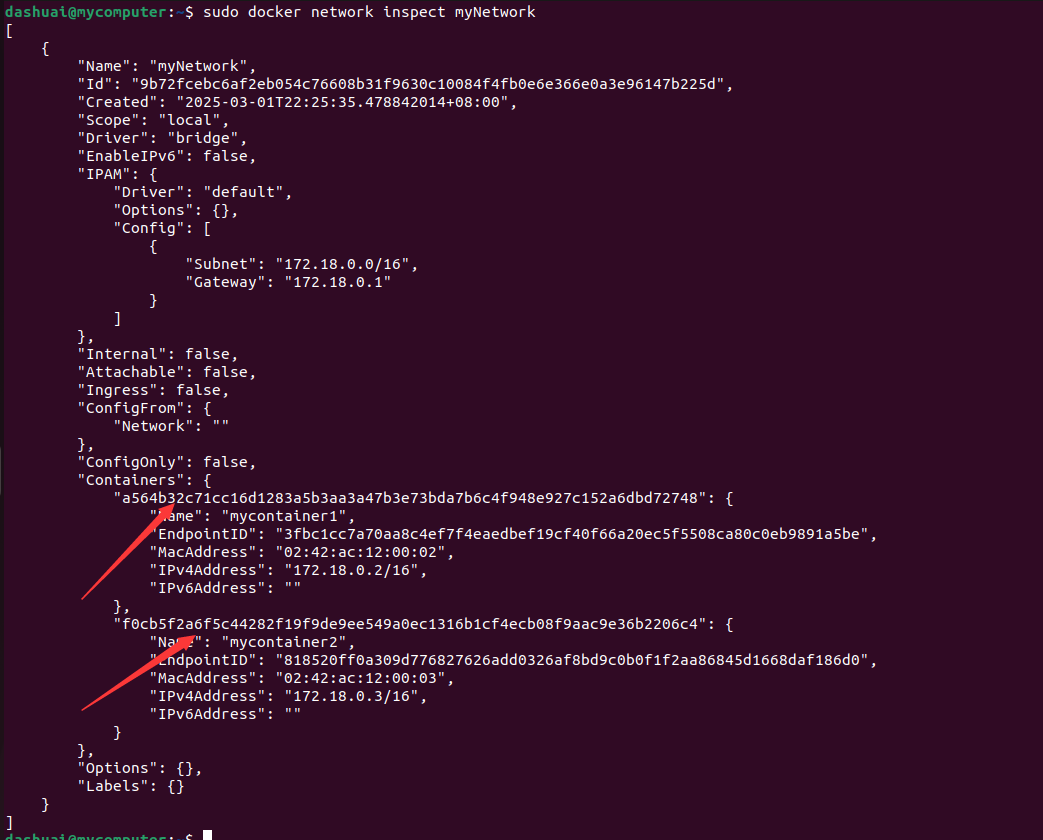 dashuai@mycomputer:~$ sudo docker network inspect myNetwork
[
    {
        "Name": "myNetwork",
        "Id": "9b72fcebc6af2eb054c76608b31f9630c10084f4fb0e6e366e0a3e96147b225d",
        "Created": "2025-03-01T22:25:35.478842014+08:00",
        "Scope": "local",
        "Driver": "bridge",
        "EnableIPv6": false,
        "IPAM": {
            "Driver": "default",
            "Options": {},
            "Config": [
                {
                    "Subnet": "172.18.0.0/16",
                    "Gateway": "172.18.0.1"
                }
            ]
        },
        "Internal": false,
        "Attachable": false,
        "Ingress": false,
        "ConfigFrom": {
            "Network": ""
        },
        "ConfigOnly": false,
        "Containers": {
            "a564b32c71cc16d1283a5b3aa3a47b3e73bda7b6c4f948e927c152a6dbd72748": {
                "Name": "mycontainer1",
                "EndpointID": "3fbc1cc7a70aa8c4ef7f4eaedbef19cf40f66a20ec5f5508ca80c0eb9891a5be",
                "MacAddress": "02:42:ac:12:00:02",
                "IPv4Address": "172.18.0.2/16",
                "IPv6Address": ""
            },
            "f0cb5f2a6f5c44282f19f9de9ee549a0ec1316b1cf4ecb08f9aac9e36b2206c4": {
                "Name": "mycontainer2",
                "EndpointID": "818520ff0a309d776827626add0326af8bd9c0b0f1f2aa86845d1668daf186d0",
                "MacAddress": "02:42:ac:12:00:03",
                "IPv4Address": "172.18.0.3/16",
                "IPv6Address": ""
            }
        },
        "Options": {},
        "Labels": {}
    }
]
dashuai@mycomputer:~$